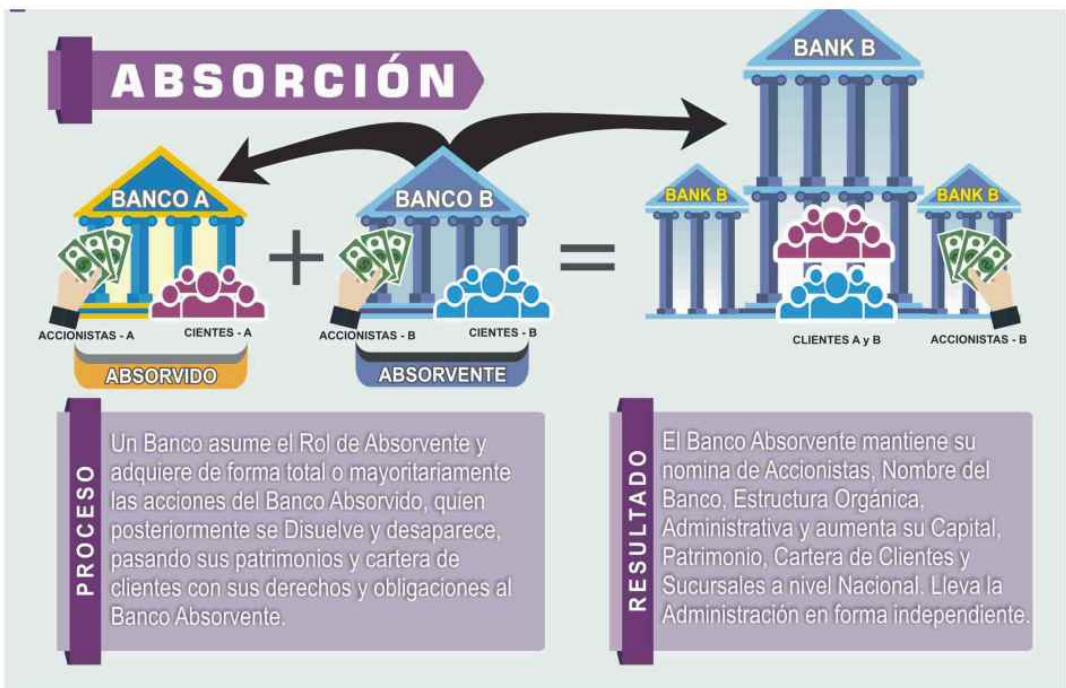 ABSORCIÓN
BANK B
BANCO A
BANCO B
BANK B
BANK B
ACCIONISTAS - A
CIENTES - A
ACCIONISTAS - B
CIENTES - B
CLIENTES A y B
ACCIONISTAS - B
ABSORVIDO
ABSORVENTE
PROCESO
Un Banco asume el Rol de Absorvente y
adquiere de forma total o mayoritariamente
las acciones del Banco Absorvido, quien
posteriormente se Disuelve y desaparece,
pasando sus patrimonios y cartera de
clientes con sus derechos y obligaciones al
Banco Absorvente.
RESULTADO
El Banco Absorvente mantiene su
nomina de Accionistas, Nombre del
Banco, Estructura Orgánica,
Administrativa y aumenta su Capital,
Patrimonio, Cartera de Clientes y
Sucursales a nivel Nacional. Lleva la
Administración en forma independiente.